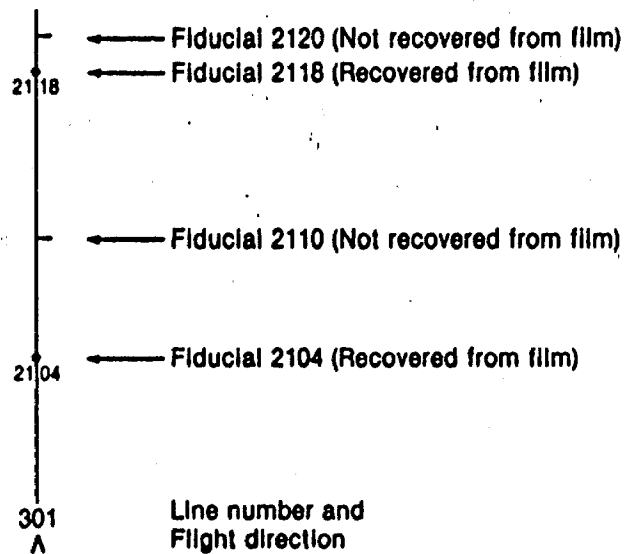 Fiducial 2120 (Not recovered from film)
2118
Fiducial 2118 (Recovered from film)
Fiducial 2110 (Not recovered from film)
2104
Fiducial 2104 (Recovered from film)
301
Line number and
Flight direction